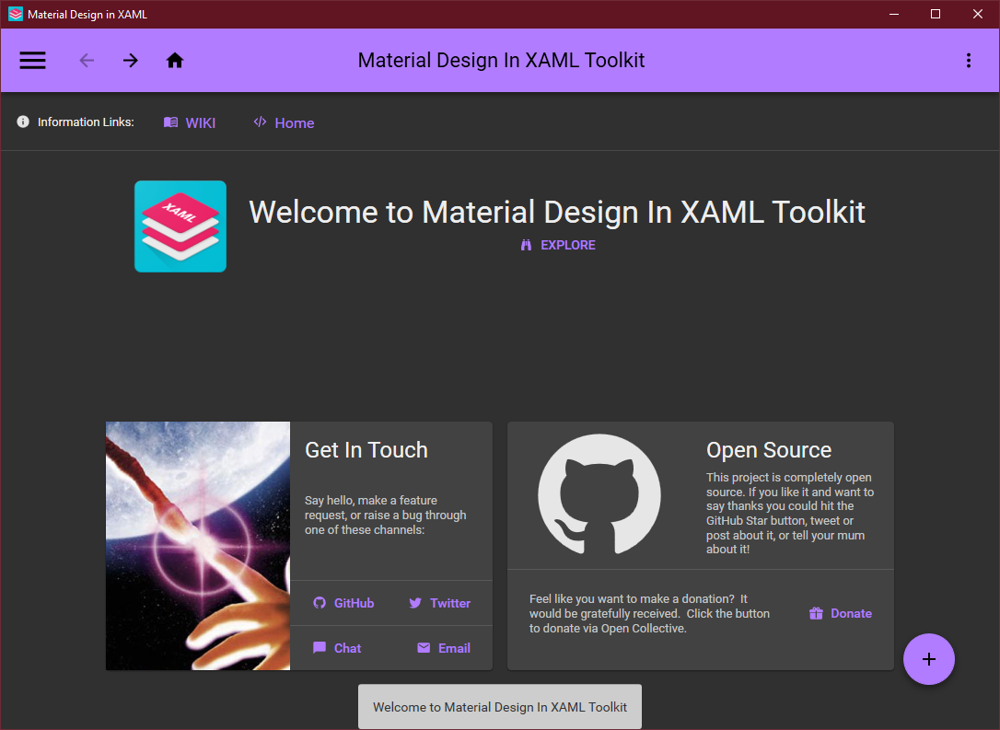 Material Design in XAML
Material Design In XAML Toolkit
Information Links:
WIKI
Home
XAML
Welcome to Material Design In XAML Toolkit
EXPLORE
Get In Touch
Say hello, make a feature
request, or raise a bug through
one of these channels:
GitHub
Twitter
Chat
Email
Open Source
This project is completely open
source. If you like it and want to
say thanks you could hit the
GitHub Star button, tweet or
post about it, or tell your mum
about it!
Feel like you want to make a donation?  It
would be gratefully received.  Click the button
to donate via Open Collective.
Donate
Welcome to Material Design In XAML Toolkit